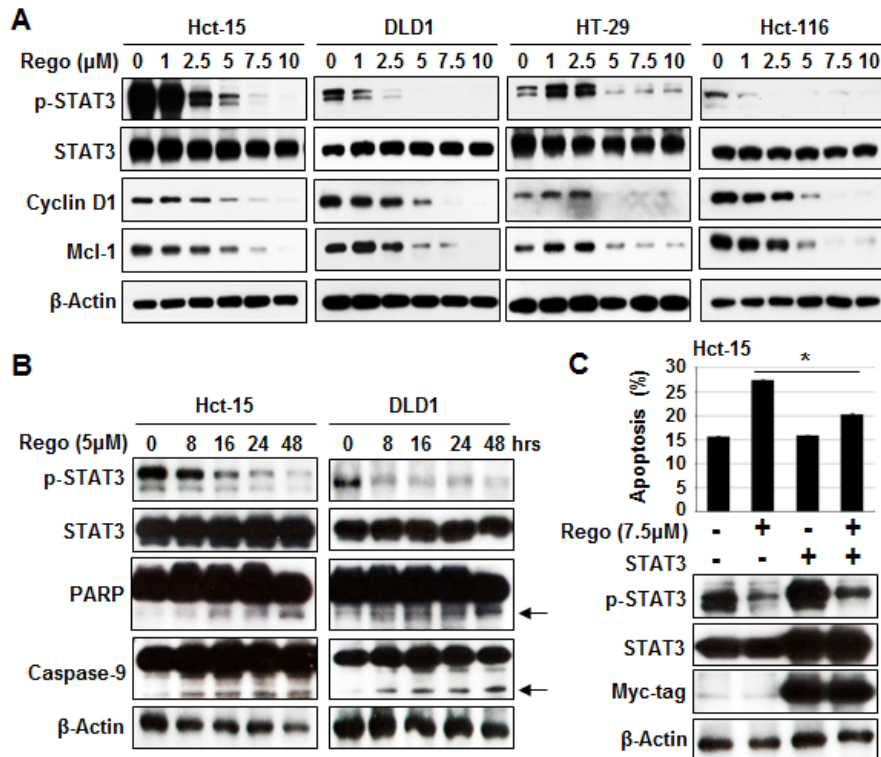 A
Hct-15 DLD1 HT-29 Hct-116
Rego (µM) 0 1 2.5 5 7.5 10 0 1 2.5 5 7.5 10 0 1 2.5 5 7.5 10 0 1 2.5 5 7.5 10
p-STAT3
STAT3
Cyclin D1
Mcl-1
β-Actin
B
Hct-15 DLD1
Rego (5µM) 0 8 16 24 48 0 8 16 24 48 hrs
p-STAT3
STAT3
PARP
Caspase-9
β-Actin
C
Hct-15
*
Apoptosis (%)
30
25
20
15
10
5
0
Rego (7.5µM) - + - +
STAT3 - - + +
p-STAT3
STAT3
Myc-tag
β-Actin